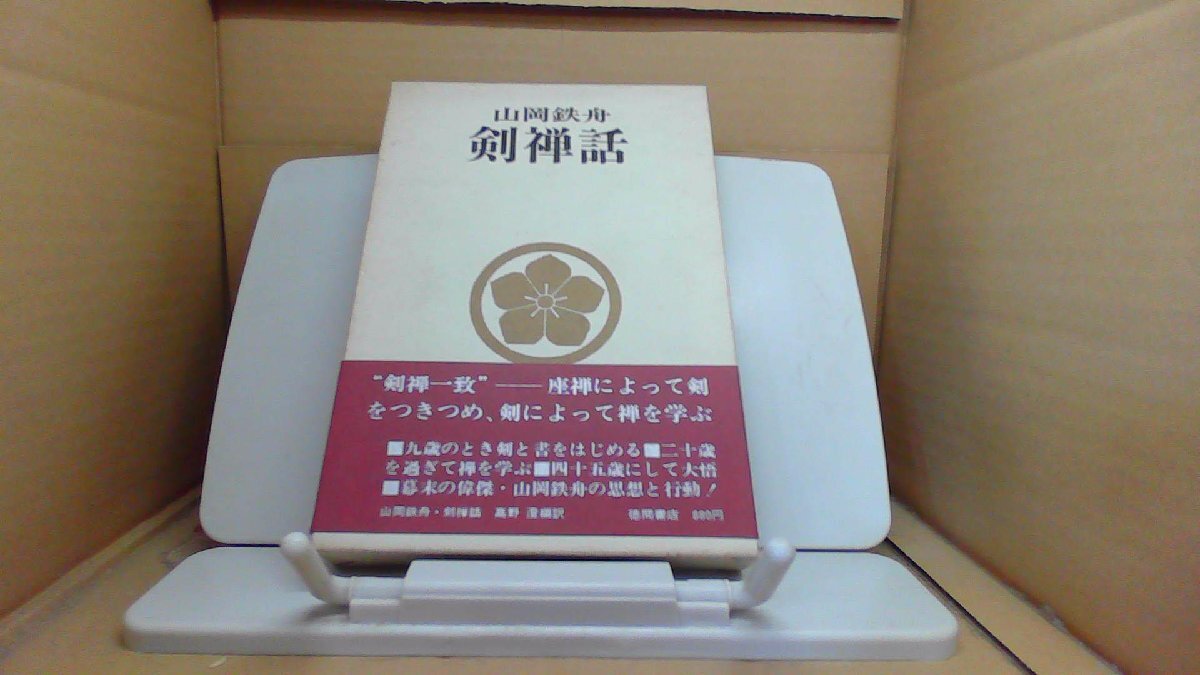 山岡鉄舟
剣禅話
“剣禅一致”── 座禅によって剣
をつきつめ、剣によって禅を学ぶ
■九歳のとき剣と書をはじめる■二十歳
を過ぎて禅を学ぶ■四十五歳にして大悟
■幕末の偉傑・山岡鉄舟の思想と行動!
山岡鉄舟・剣禅話 高野 澄編訳 徳間書店